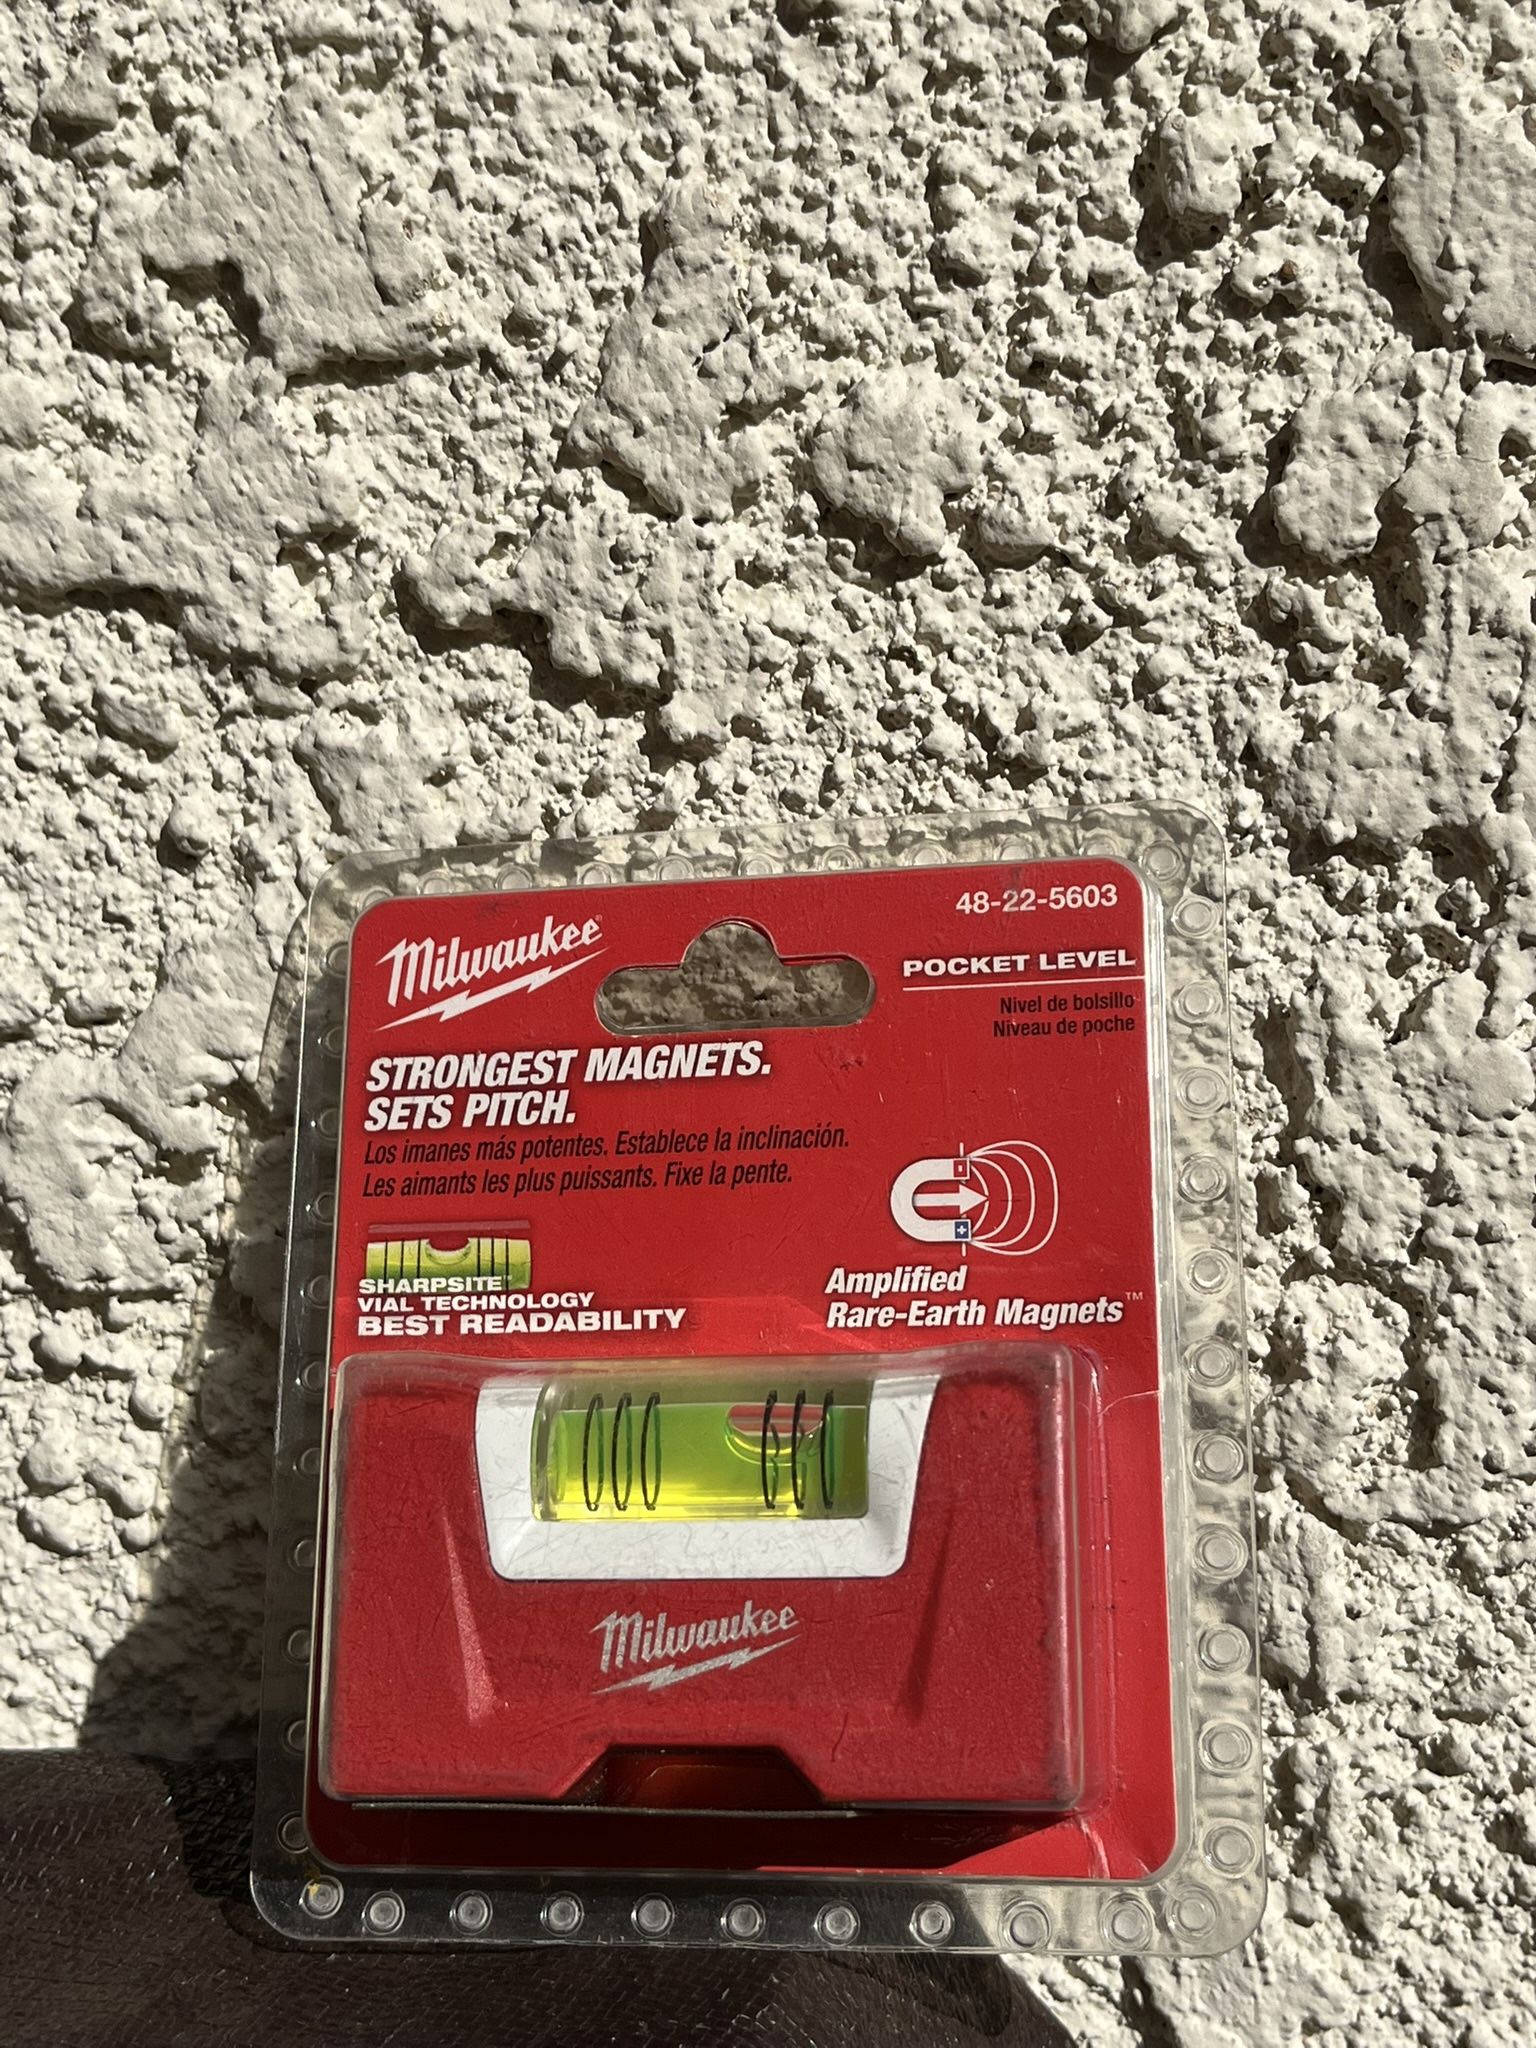 Milwaukee®
48-22-5603
POCKET LEVEL
Nivel de bolsillo
Niveau de poche
STRONGEST MAGNETS.
SETS PITCH.
Los imanes más potentes. Establece la inclinación.
Les aimants les plus puissants. Fixe la pente.
SHARPSITE™
VIAL TECHNOLOGY
BEST READABILITY
Amplified
Rare-Earth Magnets™
Milwaukee